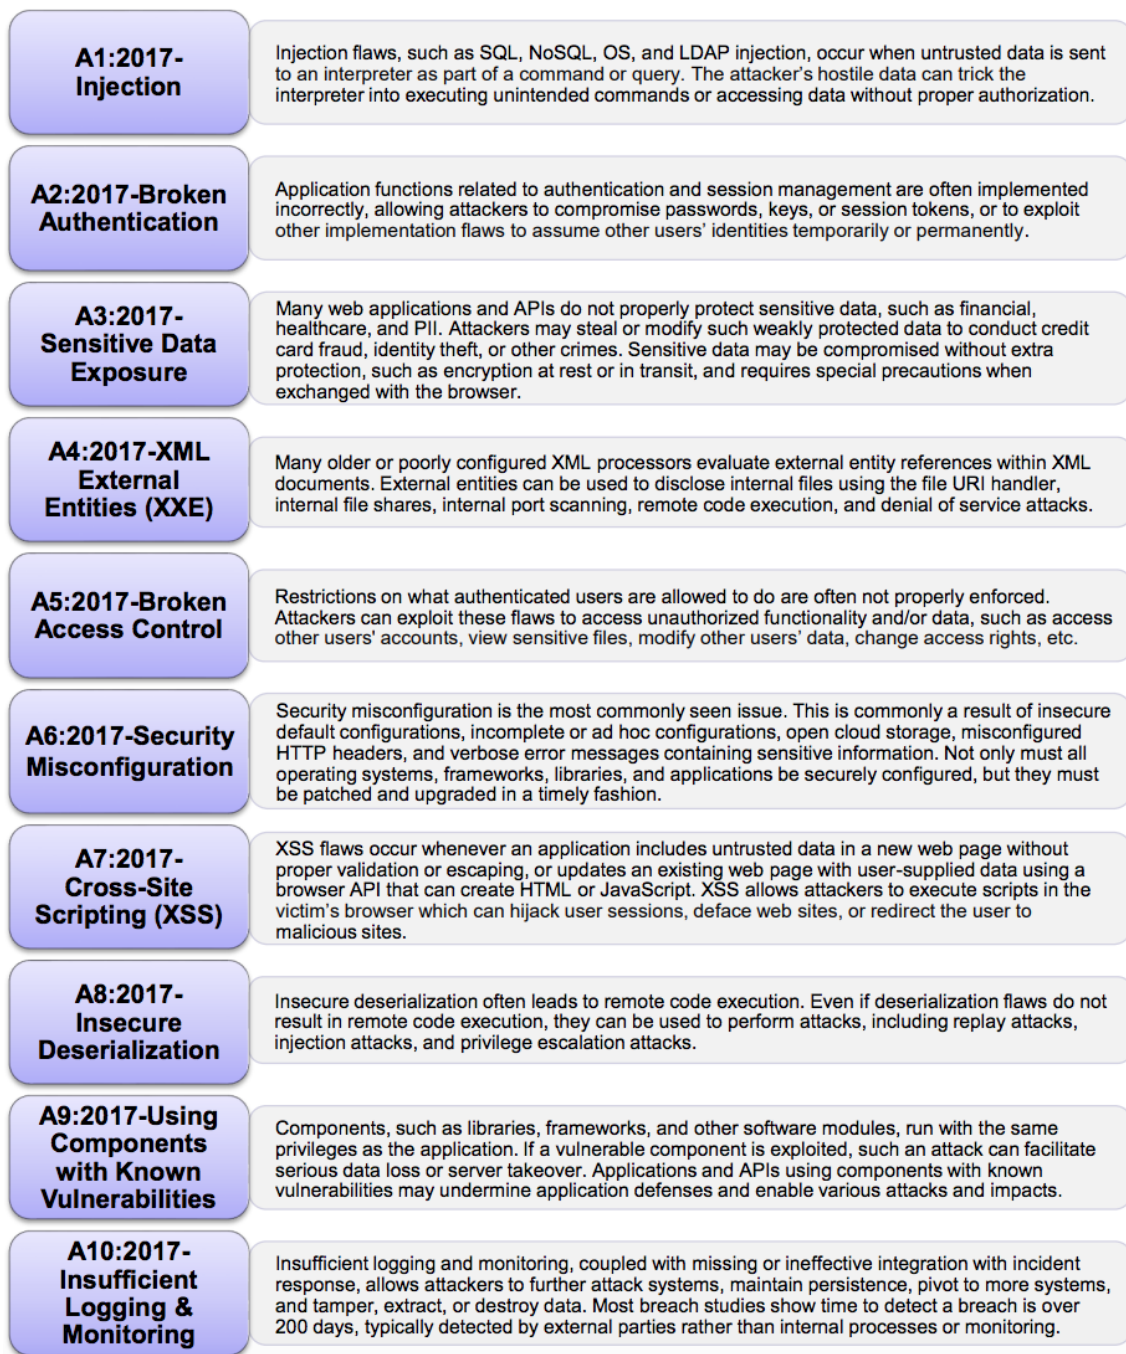 A1:2017-
Injection
Injection flaws, such as SQL, NoSQL, OS, and LDAP injection, occur when untrusted data is sent
to an interpreter as part of a command or query. The attacker’s hostile data can trick the
interpreter into executing unintended commands or accessing data without proper authorization.
A2:2017-Broken
Authentication
Application functions related to authentication and session management are often implemented
incorrectly, allowing attackers to compromise passwords, keys, or session tokens, or to exploit
other implementation flaws to assume other users’ identities temporarily or permanently.
A3:2017-
Sensitive Data
Exposure
Many web applications and APIs do not properly protect sensitive data, such as financial,
healthcare, and PII. Attackers may steal or modify such weakly protected data to conduct credit
card fraud, identity theft, or other crimes. Sensitive data may be compromised without extra
protection, such as encryption at rest or in transit, and requires special precautions when
exchanged with the browser.
A4:2017-XML
External
Entities (XXE)
Many older or poorly configured XML processors evaluate external entity references within XML
documents. External entities can be used to disclose internal files using the file URI handler,
internal file shares, internal port scanning, remote code execution, and denial of service attacks.
A5:2017-Broken
Access Control
Restrictions on what authenticated users are allowed to do are often not properly enforced.
Attackers can exploit these flaws to access unauthorized functionality and/or data, such as access
other users' accounts, view sensitive files, modify other users’ data, change access rights, etc.
A6:2017-Security
Misconfiguration
Security misconfiguration is the most commonly seen issue. This is commonly a result of insecure
default configurations, incomplete or ad hoc configurations, open cloud storage, misconfigured
HTTP headers, and verbose error messages containing sensitive information. Not only must all
operating systems, frameworks, libraries, and applications be securely configured, but they must
be patched and upgraded in a timely fashion.
A7:2017-
Cross-Site
Scripting (XSS)
XSS flaws occur whenever an application includes untrusted data in a new web page without
proper validation or escaping, or updates an existing web page with user-supplied data using a
browser API that can create HTML or JavaScript. XSS allows attackers to execute scripts in the
victim’s browser which can hijack user sessions, deface web sites, or redirect the user to
malicious sites.
A8:2017-
Insecure
Deserialization
Insecure deserialization often leads to remote code execution. Even if deserialization flaws do not
result in remote code execution, they can be used to perform attacks, including replay attacks,
injection attacks, and privilege escalation attacks.
A9:2017-Using
Components
with Known
Vulnerabilities
Components, such as libraries, frameworks, and other software modules, run with the same
privileges as the application. If a vulnerable component is exploited, such an attack can facilitate
serious data loss or server takeover. Applications and APIs using components with known
vulnerabilities may undermine application defenses and enable various attacks and impacts.
A10:2017-
Insufficient
Logging &
Monitoring
Insufficient logging and monitoring, coupled with missing or ineffective integration with incident
response, allows attackers to further attack systems, maintain persistence, pivot to more systems,
and tamper, extract, or destroy data. Most breach studies show time to detect a breach is over
200 days, typically detected by external parties rather than internal processes or monitoring.